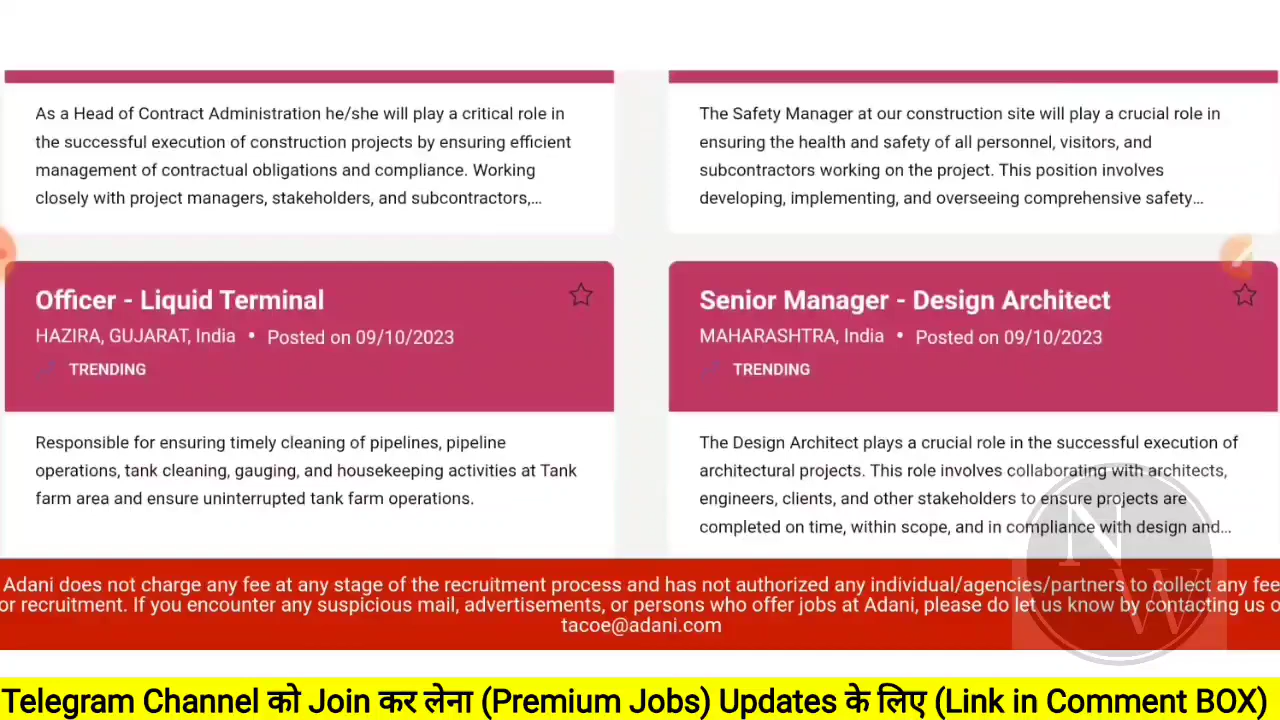 As a Head of Contract Administration he/she will play a critical role in
the successful execution of construction projects by ensuring efficient
management of contractual obligations and compliance. Working
closely with project managers, stakeholders, and subcontractors,...
The Safety Manager at our construction site will play a crucial role in
ensuring the health and safety of all personnel, visitors, and
subcontractors working on the project. This position involves
developing, implementing, and overseeing comprehensive safety...
Officer - Liquid Terminal
HAZIRA, GUJARAT, India • Posted on 09/10/2023
TRENDING
Responsible for ensuring timely cleaning of pipelines, pipeline
operations, tank cleaning, gauging, and housekeeping activities at Tank
farm area and ensure uninterrupted tank farm operations.
Senior Manager - Design Architect
MAHARASHTRA, India • Posted on 09/10/2023
TRENDING
The Design Architect plays a crucial role in the successful execution of
architectural projects. This role involves collaborating with architects,
engineers, clients, and other stakeholders to ensure projects are
completed on time, within scope, and in compliance with design and...
NW
Adani does not charge any fee at any stage of the recruitment process and has not authorized any individual/agencies/partners to collect any fee
or recruitment. If you encounter any suspicious mail, advertisements, or persons who offer jobs at Adani, please do let us know by contacting us o
tacoe@adani.com
Telegram Channel को Join कर लेना (Premium Jobs) Updates के लिए (Link in Comment BOX)